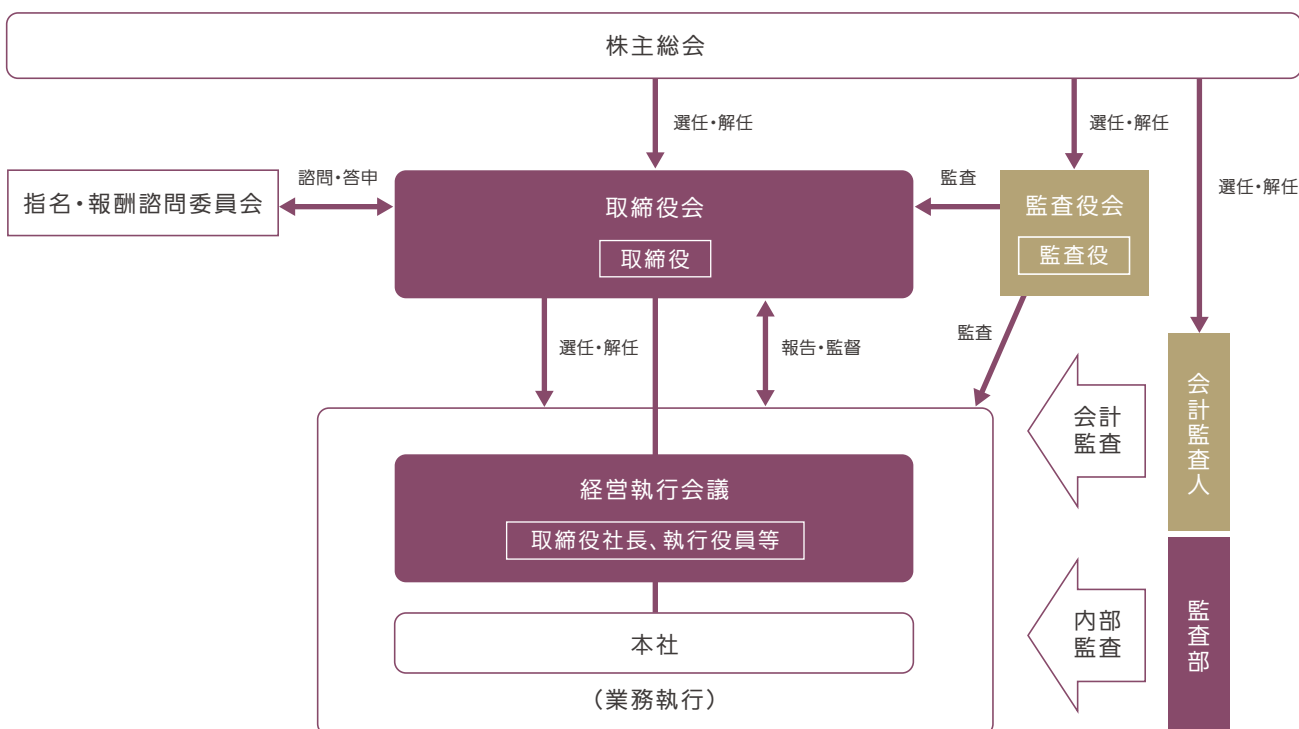 株主総会
選任・解任
選任・解任
選任・解任
指名・報酬諮問委員会
諮問・答申
取締役会
取締役
監査
監査役会
監査役
選任・解任
報告・監督
監査
会計
監査
会計監査人
経営執行会議
取締役社長、執行役員等
本社
(業務執行)
内部
監査
監査部